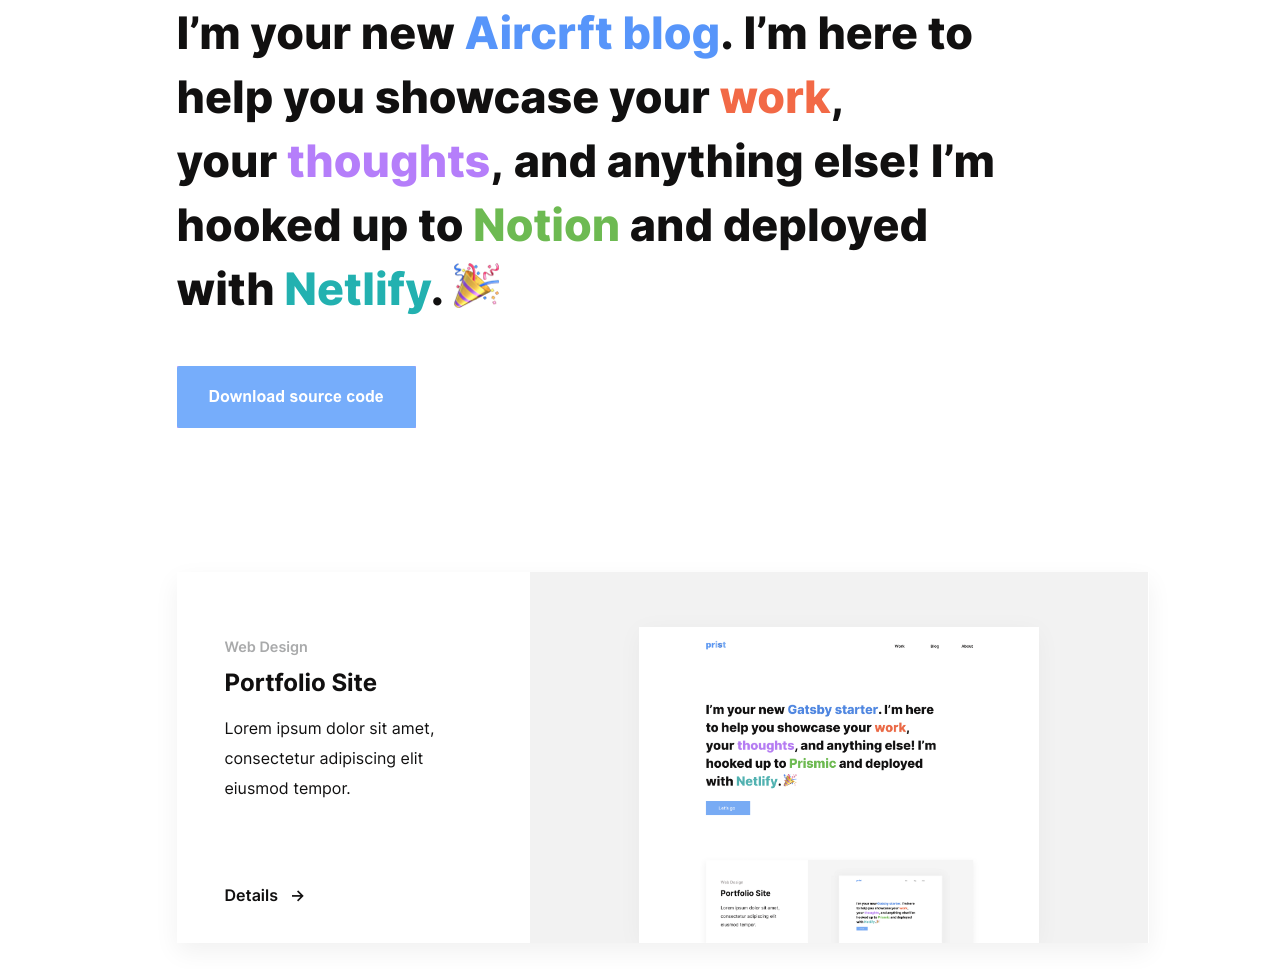 I’m your new Aircrft blog. I’m here to
help you showcase your work,
your thoughts, and anything else! I’m
hooked up to Notion and deployed
with Netlify. 🎉
Download source code
Web Design
Portfolio Site
Lorem ipsum dolor sit amet,
consectetur adipiscing elit
eiusmod tempor.
Details →
prist
Work Blog About
I’m your new Gatsby starter. I’m here
to help you showcase your work,
your thoughts, and anything else! I’m
hooked up to Prismic and deployed
with Netlify. 🎉
Let's go
Web Design
Portfolio Site
Lorem ipsum dolor sit amet,
consectetur adipiscing elit
eiusmod tempor.